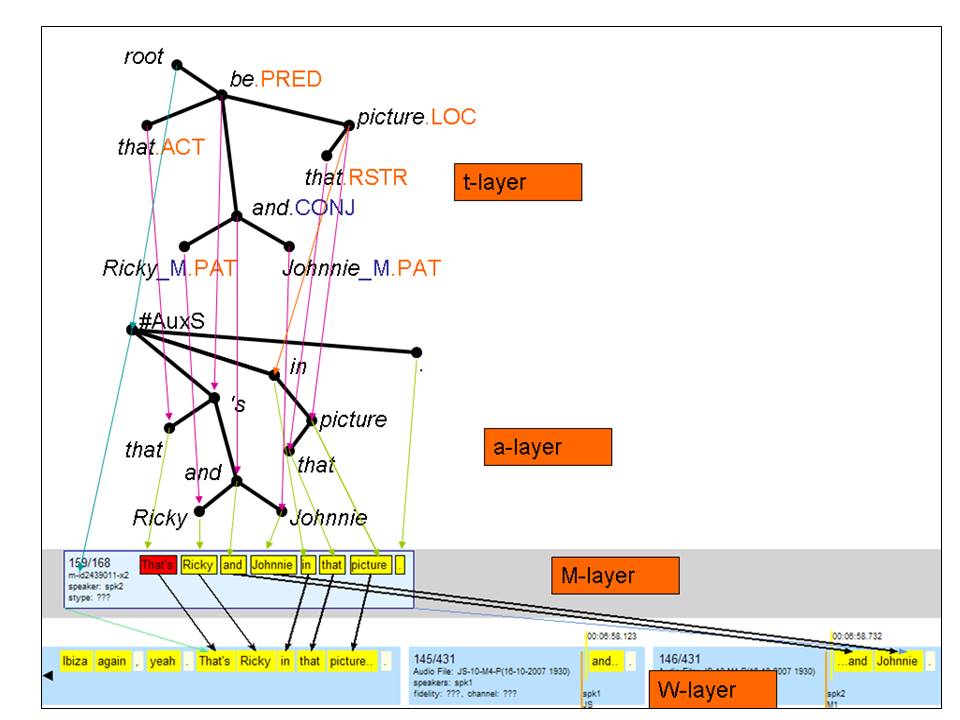 root
be.PRED
picture.LOC
that.ACT
that.RSTR
t-layer
and.CONJ
Ricky_M.PAT
Johnnie_M.PAT
#AuxS
in
.
's
picture
that
a-layer
that
and
Ricky
Johnnie
159/168
m-id2439011-x2
speaker: spk2
stype: ???
That's Ricky and Johnnie in that picture .
M-layer
00:06:58.123
00:06:58.732
Ibiza again , yeah . That's Ricky in that picture.. .
145/431
Audio File: JS-10-M4-P(16-10-2007 1930)
speakers: spk1
fidelity: ???, channel: ???
and.. .
spk1
JS
146/431
...and Johnnie .
spk2
M1
W-layer